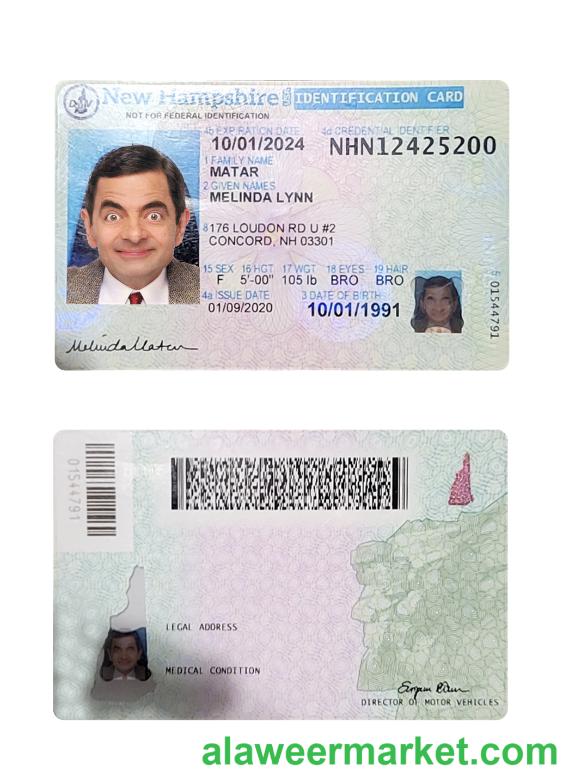 DMV New Hampshire USA IDENTIFICATION CARD
NOT FOR FEDERAL IDENTIFICATION
4b EXPIRATION DATE 4d CREDENTIAL IDENTIFIER
10/01/2024 NHN12425200
1 FAMILY NAME
MATAR
2 GIVEN NAMES
MELINDA LYNN
8 176 LOUDON RD U #2
CONCORD, NH 03301
15 SEX 16 HGT 17 WGT 18 EYES 19 HAIR
F 5'-00" 105 lb BRO BRO
4a ISSUE DATE 3 DATE OF BIRTH
01/09/2020 10/01/1991
5 01544791
Melinda Matar
01544791
LEGAL ADDRESS
MEDICAL CONDITION
DIRECTOR OF MOTOR VEHICLES
alaweermarket.com